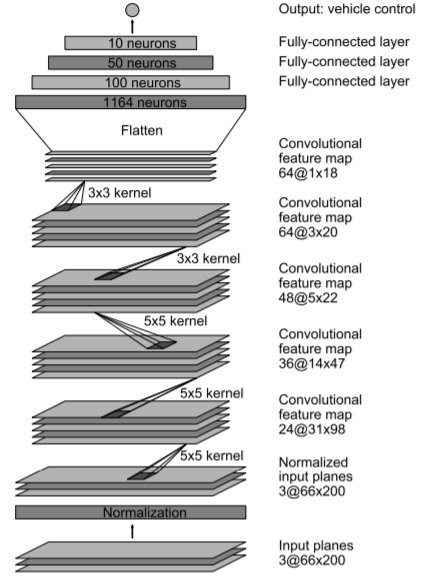 Output: vehicle control
10 neurons
Fully-connected layer
50 neurons
Fully-connected layer
100 neurons
Fully-connected layer
1164 neurons
Flatten
Convolutional
feature map
64@1x18
3x3 kernel
Convolutional
feature map
64@3x20
3x3 kernel
Convolutional
feature map
48@5x22
5x5 kernel
Convolutional
feature map
36@14x47
5x5 kernel
Convolutional
feature map
24@31x98
5x5 kernel
Normalized
input planes
3@66x200
Normalization
Input planes
3@66x200